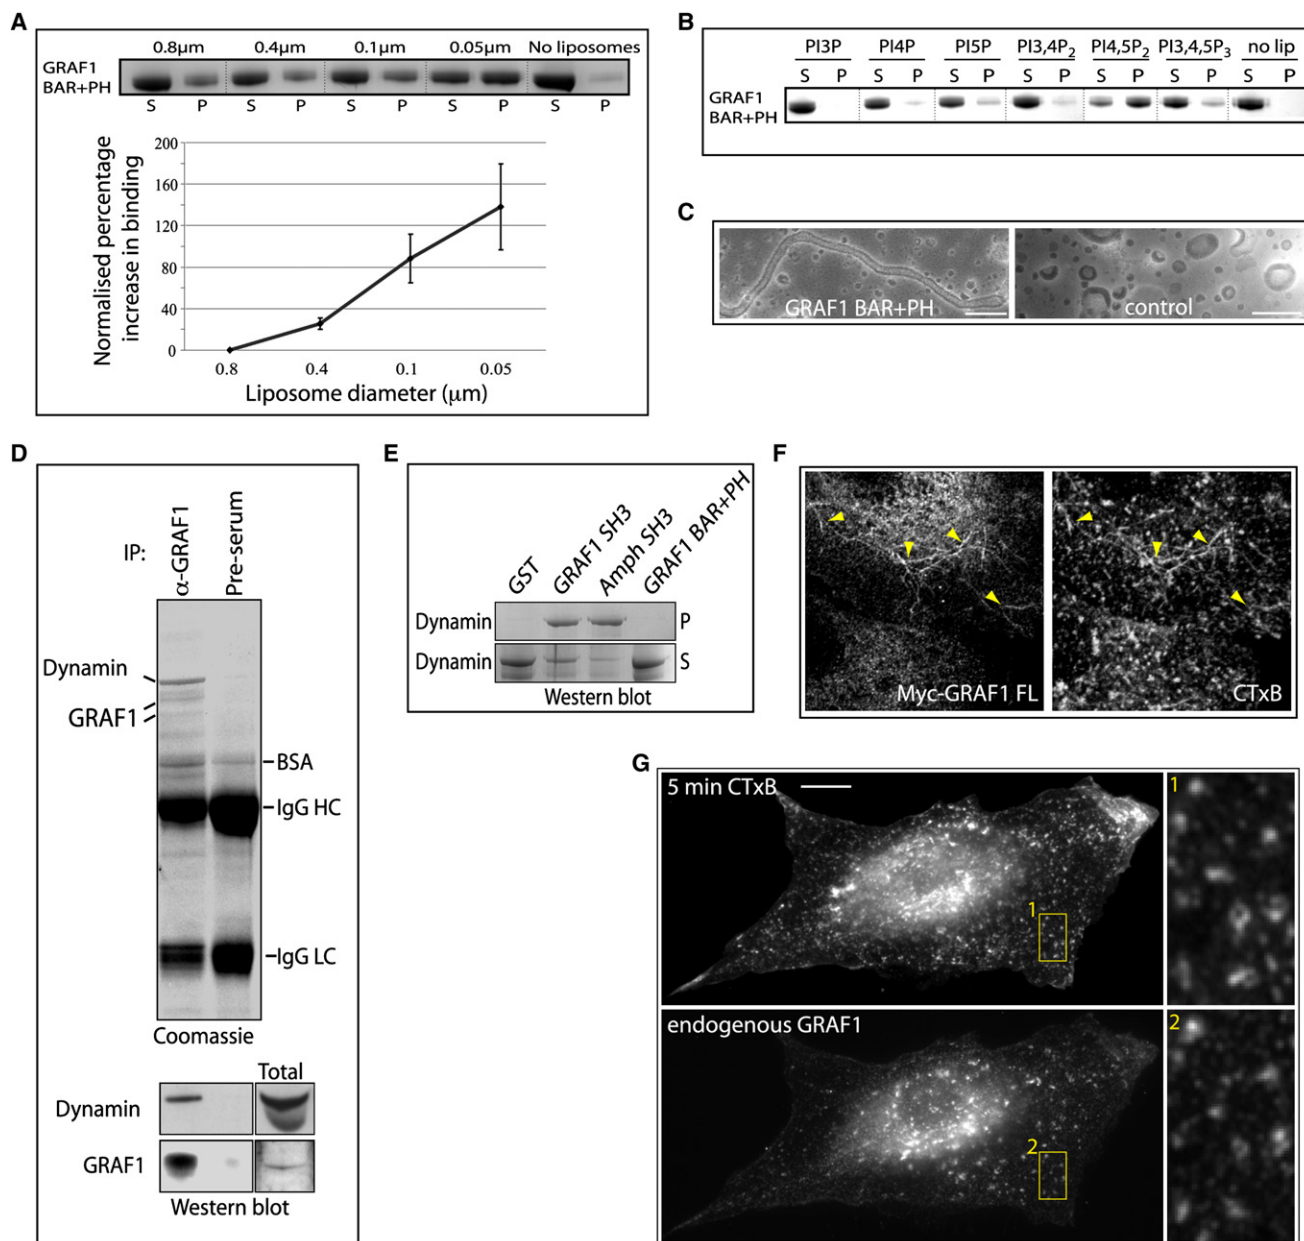 A
0.8µm 0.4µm 0.1µm 0.05µm No liposomes
GRAF1
BAR+PH
S P S P S P S P S P
Normalised percentage
increase in binding
200
160
120
80
40
0
0.8 0.4 0.1 0.05
Liposome diameter (µm)
B
PI3P PI4P PI5P PI3,4P2 PI4,5P2 PI3,4,5P3 no lip
S P S P S P S P S P S P S P
GRAF1
BAR+PH
C
GRAF1 BAR+PH
control
D
IP:
α-GRAF1
Pre-serum
Dynamin
GRAF1
BSA
IgG HC
IgG LC
Coomassie
Total
Dynamin
GRAF1
Western blot
E
GST
GRAF1 SH3
Amph SH3
GRAF1 BAR+PH
Dynamin P
Dynamin S
Western blot
F
Myc-GRAF1 FL
CTxB
G
5 min CTxB
1
1
endogenous GRAF1
2
2